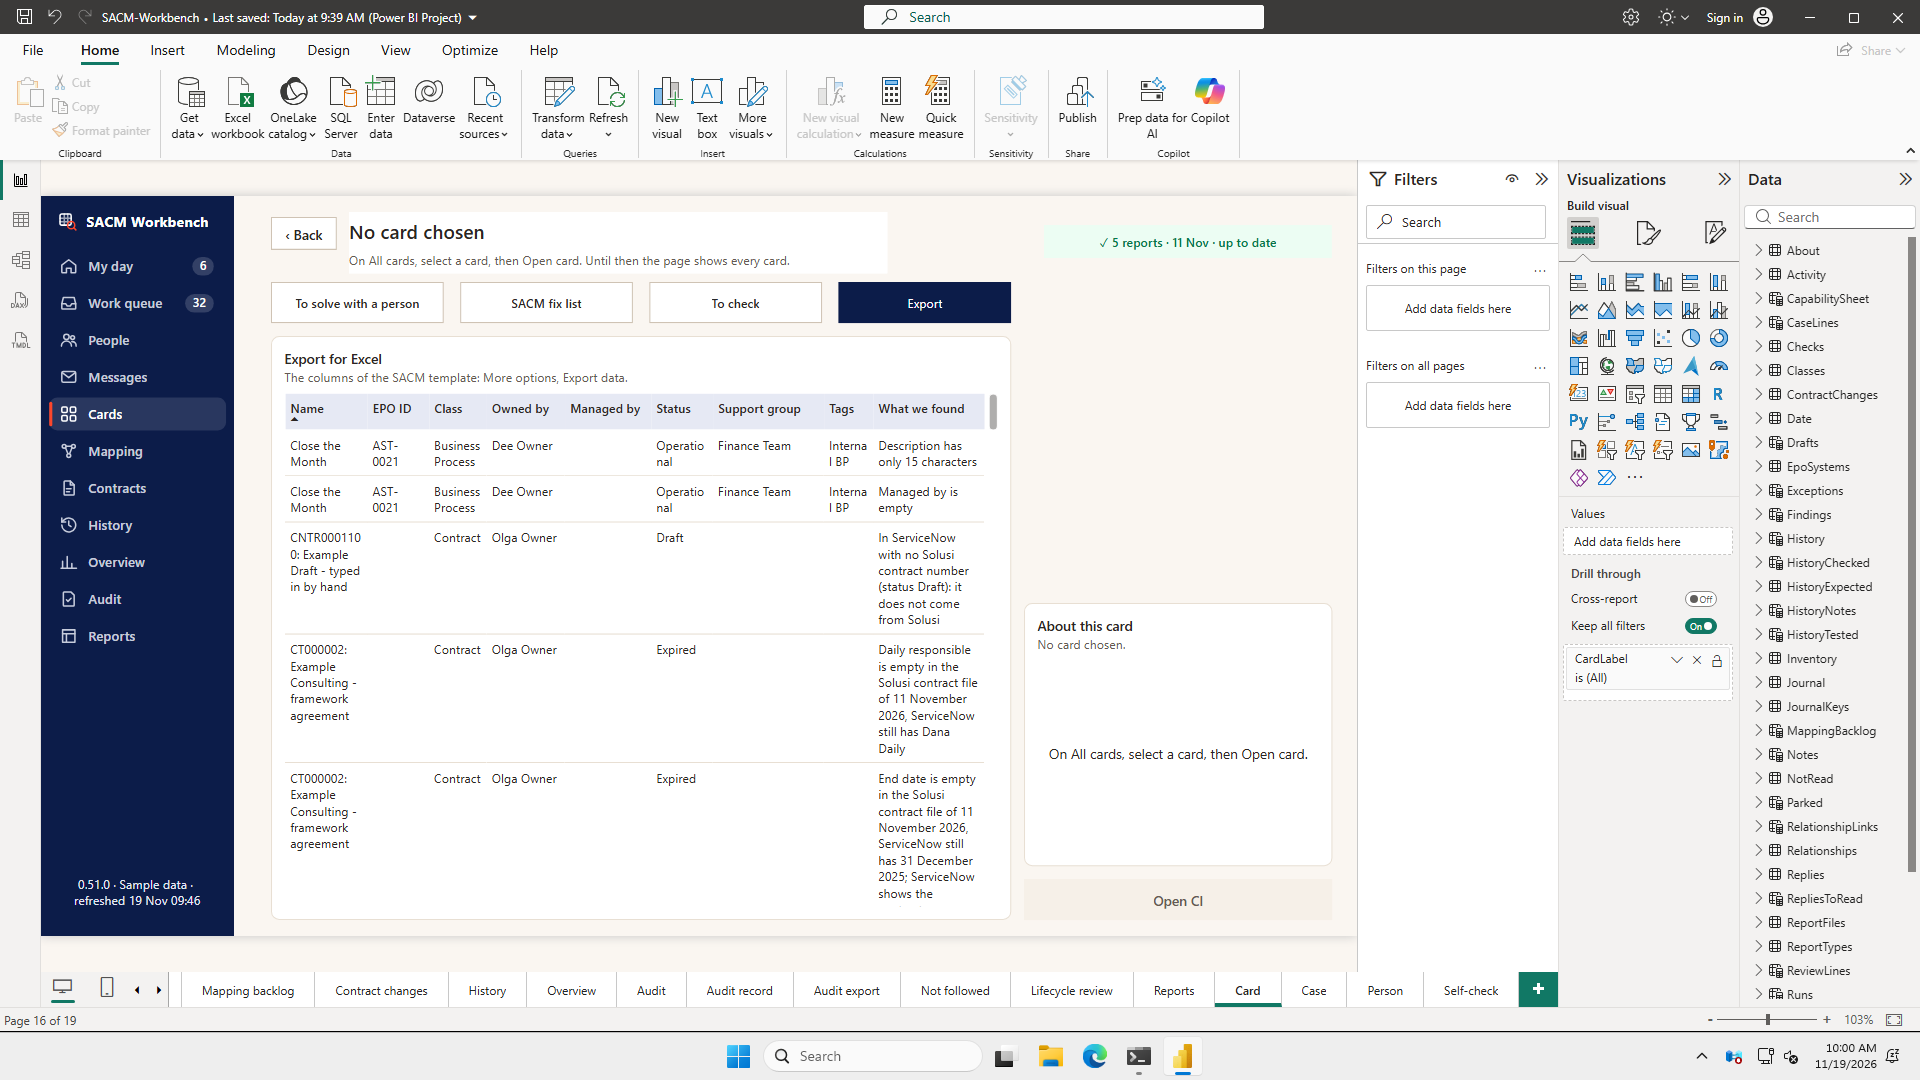 SACM-Workbench • Last saved: Today at 9:39 AM (Power BI Project)
Search
Sign in
File
Home
Insert
Modeling
Design
View
Optimize
Help
Share
Paste
Cut
Copy
Format painter
Clipboard
Get data
Excel workbook
OneLake catalog
SQL Server
Enter data
Dataverse
Recent sources
Data
Transform data
Refresh
Queries
New visual
Text box
More visuals
Insert
New visual calculation
New measure
Quick measure
Calculations
Sensitivity
Sensitivity
Publish
Share
Prep data for AI
Copilot
Copilot
SACM Workbench
My day 6
Work queue 32
People
Messages
Cards
Mapping
Contracts
History
Overview
Audit
Reports
0.51.0 · Sample data ·
refreshed 19 Nov 09:46
‹ Back
No card chosen
On All cards, select a card, then Open card. Until then the page shows every card.
✓ 5 reports · 11 Nov · up to date
To solve with a person
SACM fix list
To check
Export
Export for Excel
The columns of the SACM template: More options, Export data.
Name EPO ID Class Owned by Managed by Status Support group Tags What we found
Close the AST- Business Dee Owner Operatio Finance Team Interna Description has
Month 0021 Process nal l BP only 15 characters
Close the AST- Business Dee Owner Operatio Finance Team Interna Managed by is
Month 0021 Process nal l BP empty
CNTR000110 Contract Olga Owner Draft In ServiceNow
0: Example with no Solusi
Draft - typed contract number
in by hand (status Draft): it
does not come
from Solusi
CT000002: Contract Olga Owner Expired Daily responsible
Example is empty in the
Consulting - Solusi contract file
framework of 11 November
agreement 2026, ServiceNow
still has Dana
Daily
CT000002: Contract Olga Owner Expired End date is empty
Example in the Solusi
Consulting - contract file of 11
framework November 2026,
agreement ServiceNow still
has 31 December
2025; ServiceNow
shows the
About this card
No card chosen.
On All cards, select a card, then Open card.
Open CI
Filters
Search
Filters on this page
Add data fields here
Filters on all pages
Add data fields here
Visualizations
Build visual
Values
Add data fields here
Drill through
Cross-report Off
Keep all filters On
CardLabel
is (All)
Data
Search
About
Activity
CapabilitySheet
CaseLines
Checks
Classes
ContractChanges
Date
Drafts
EpoSystems
Exceptions
Findings
History
HistoryChecked
HistoryExpected
HistoryNotes
HistoryTested
Inventory
Journal
JournalKeys
MappingBacklog
Notes
NotRead
Parked
RelationshipLinks
Relationships
Replies
RepliesToRead
ReportFiles
ReportTypes
ReviewLines
Runs
Mapping backlog
Contract changes
History
Overview
Audit
Audit record
Audit export
Not followed
Lifecycle review
Reports
Card
Case
Person
Self-check
Page 16 of 19
103%
Search
10:00 AM
11/19/2026